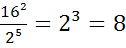 16²/2⁵ = 2³ = 8